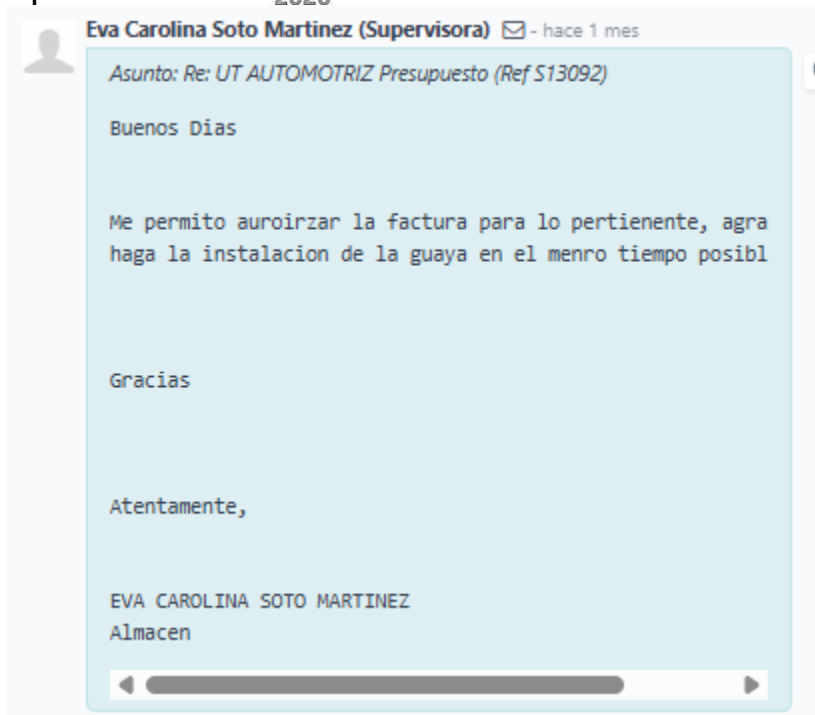 2020
Eva Carolina Soto Martinez (Supervisora) - hace 1 mes
Asunto: Re: UT AUTOMOTRIZ Presupuesto (Ref S13092)
Buenos Dias
Me permito auroirzar la factura para lo pertienente, agra
haga la instalacion de la guaya en el menro tiempo posibl
Gracias
Atentamente,
EVA CAROLINA SOTO MARTINEZ
Almacen